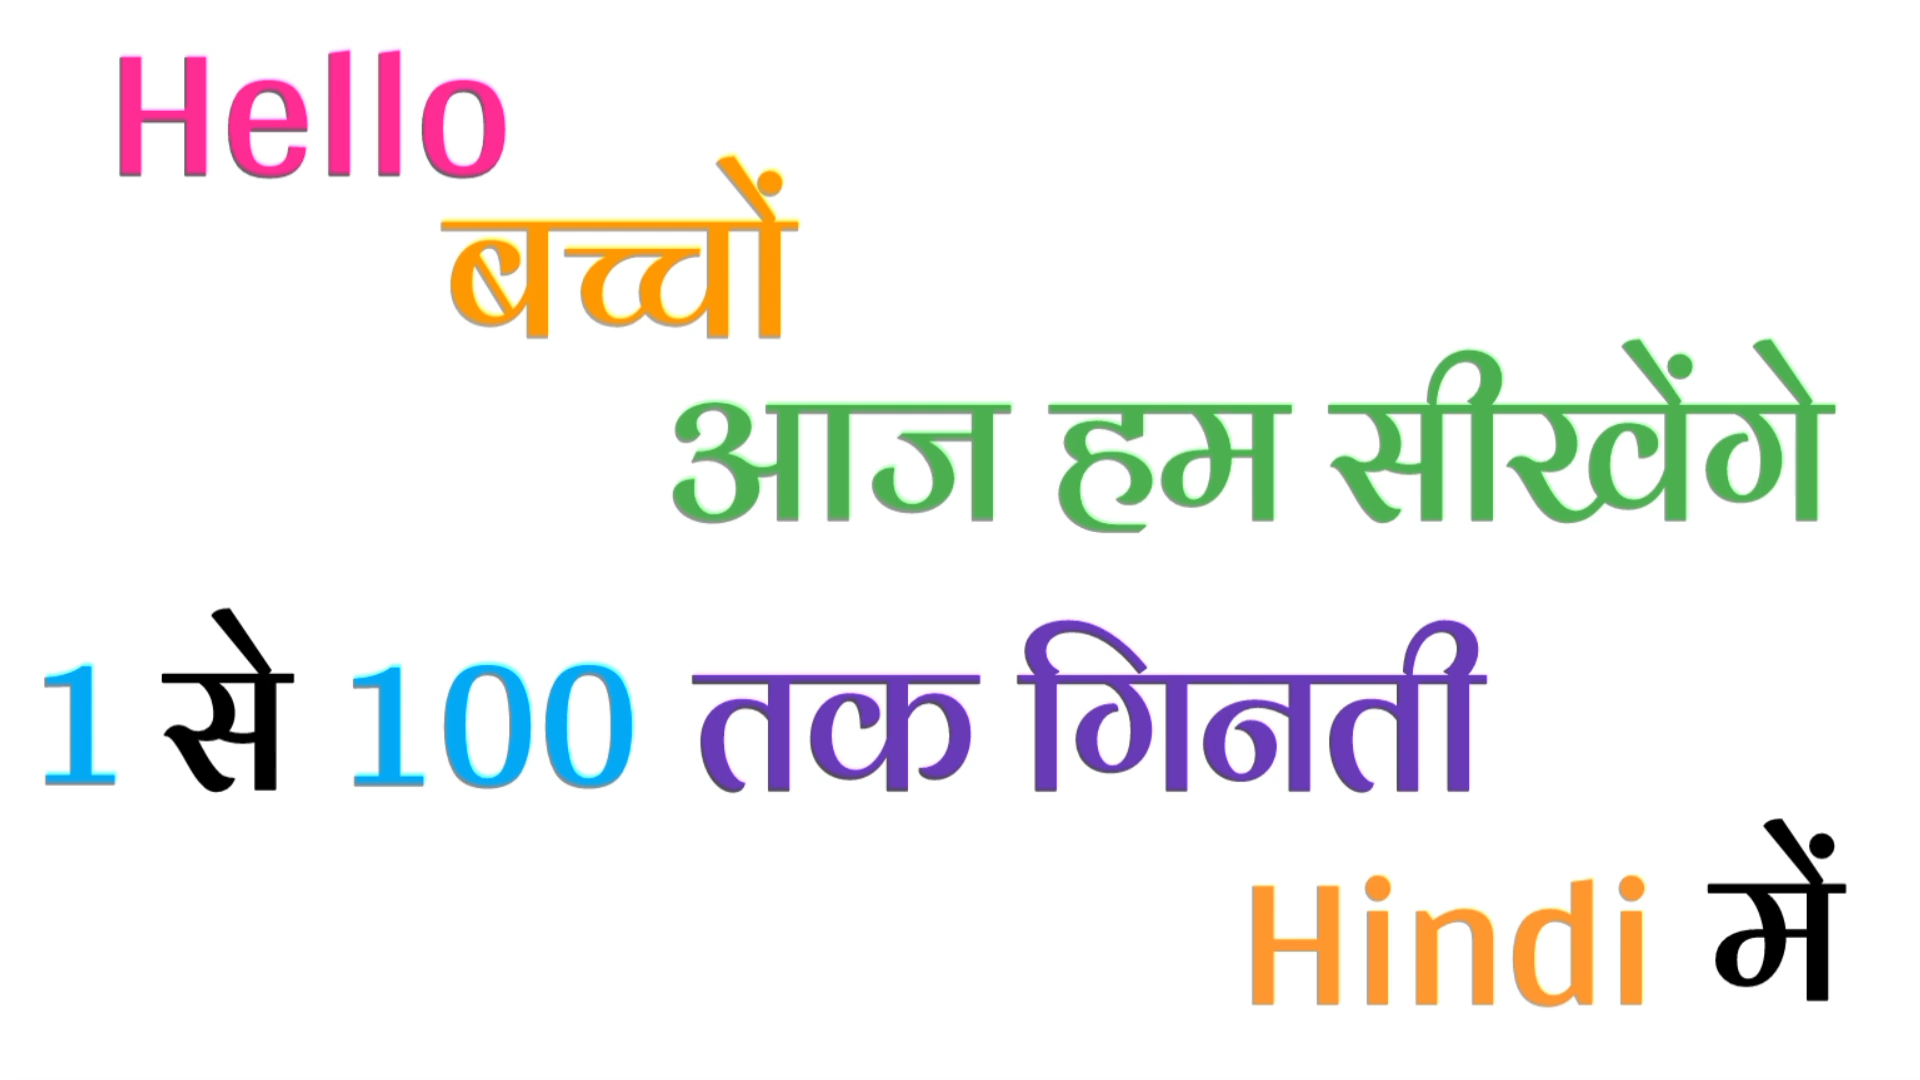 Hello
बच्चों
आज हम सीखेंगे
1 से 100 तक गिनती
Hindi में